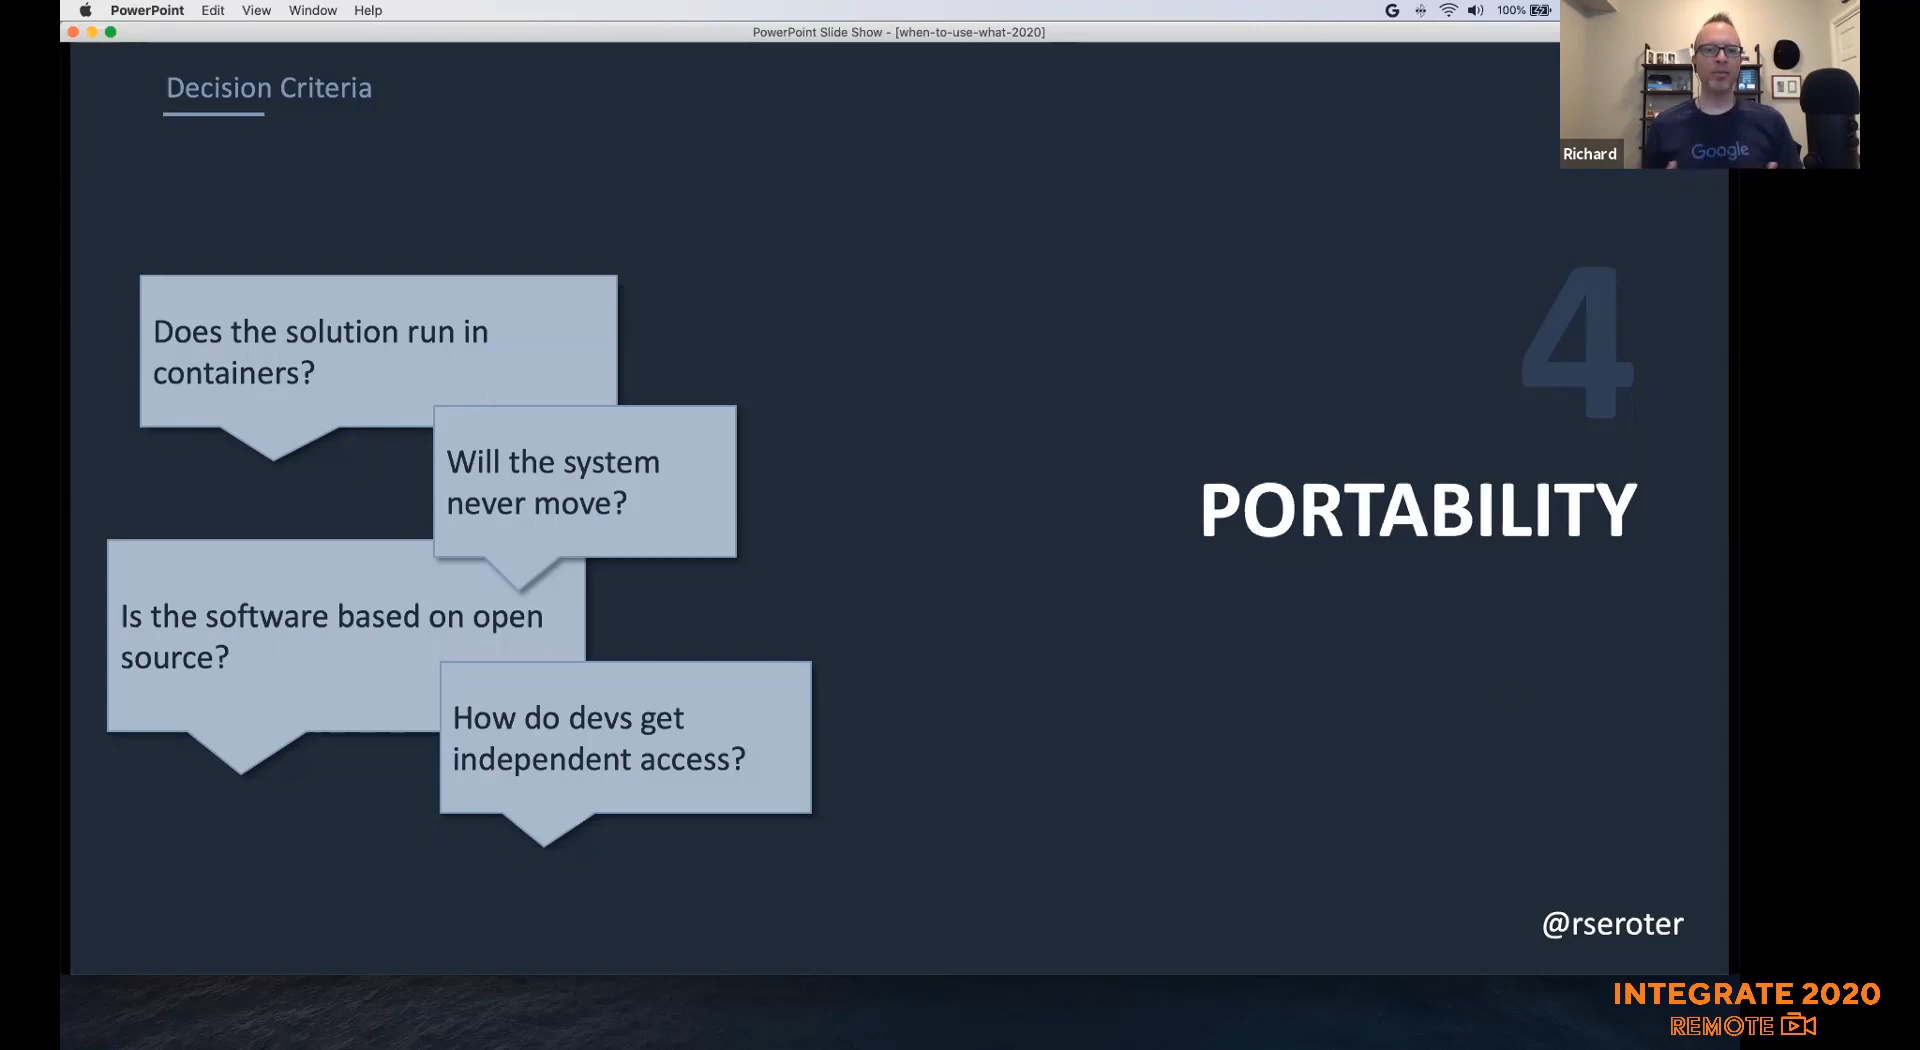 PowerPoint Edit View Window Help
100%
PowerPoint Slide Show - [when-to-use-what-2020]
Decision Criteria
Google
Richard
Does the solution run in
containers?
Will the system
never move?
Is the software based on open
source?
How do devs get
independent access?
4
PORTABILITY
@rseroter
INTEGRATE 2020
REMOTE